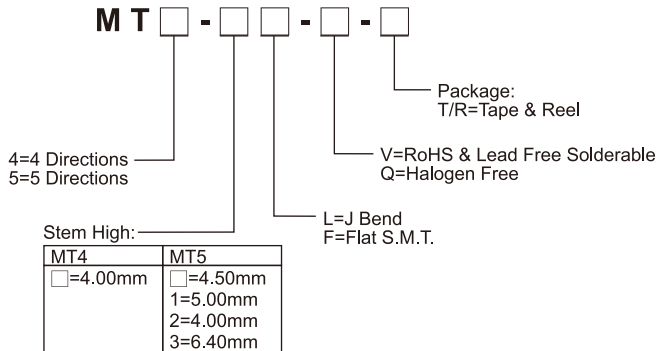 MT□-□□-□-□
Package:
T/R=Tape & Reel
4=4 Directions
5=5 Directions
V=RoHS & Lead Free Solderable
Q=Halogen Free
L=J Bend
F=Flat S.M.T.
Stem High:
MT4 MT5
□=4.00mm □=4.50mm
1=5.00mm
2=4.00mm
3=6.40mm